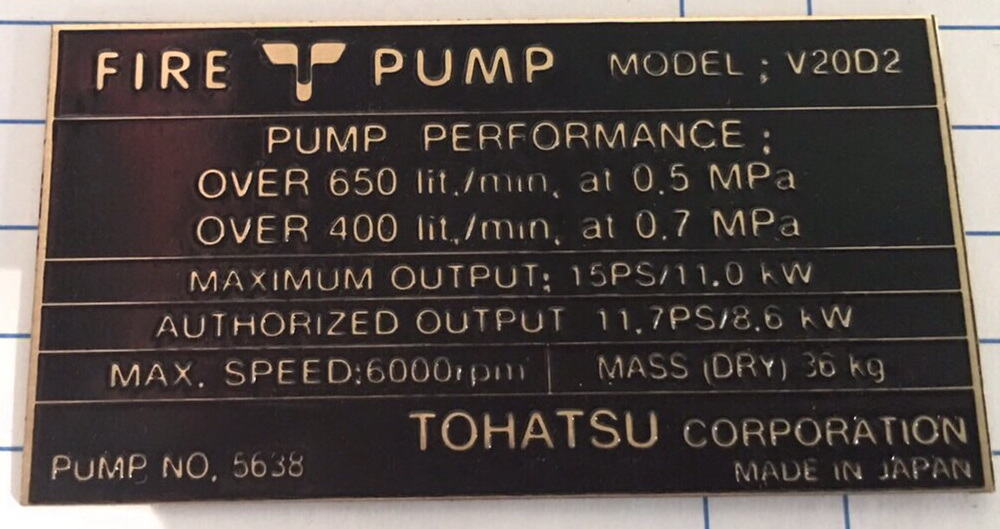 FIRE PUMP MODEL ; V20D2
PUMP PERFORMANCE ;
OVER 650 lit./min. at 0.5 MPa
OVER 400 lit./min. at 0.7 MPa
MAXIMUM OUTPUT; 15PS/11.0 kW
AUTHORIZED OUTPUT 11.7PS/8.6 kW
MAX. SPEED:6000rpm MASS (DRY) 36 kg
TOHATSU CORPORATION
PUMP NO. 5638 MADE IN JAPAN